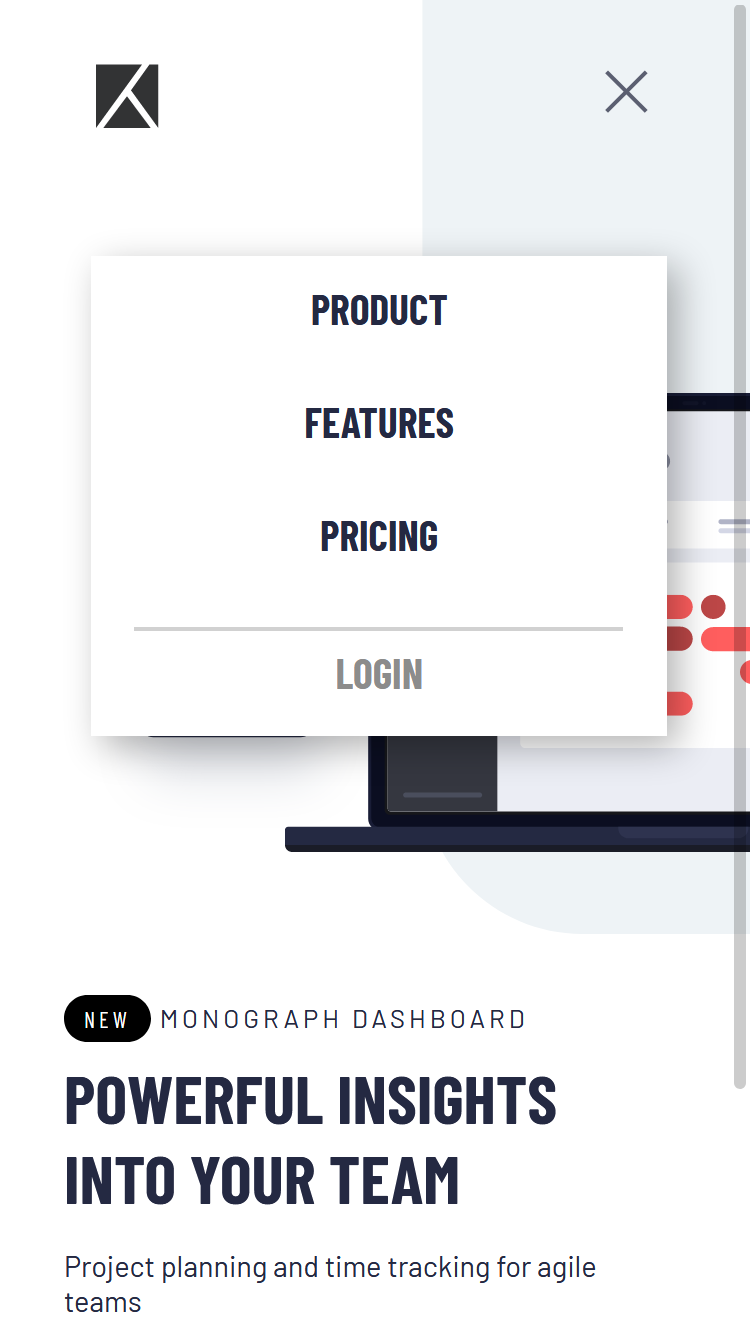 PRODUCT
FEATURES
PRICING
LOGIN
NEW MONOGRAPH DASHBOARD
POWERFUL INSIGHTS
INTO YOUR TEAM
Project planning and time tracking for agile
teams